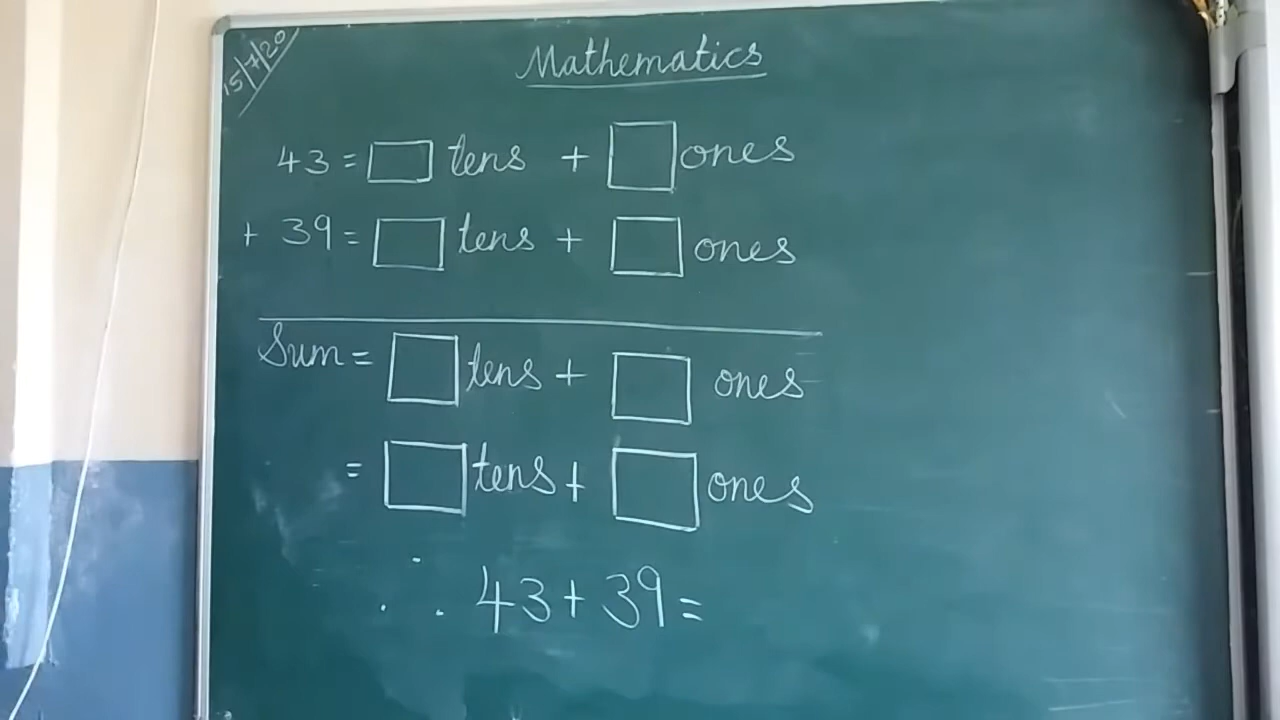 15/7/20
Mathematics
43 = □ tens + □ ones
+ 39 = □ tens + □ ones
Sum = □ tens + □ ones
= □ tens + □ ones
∴ 43 + 39 =